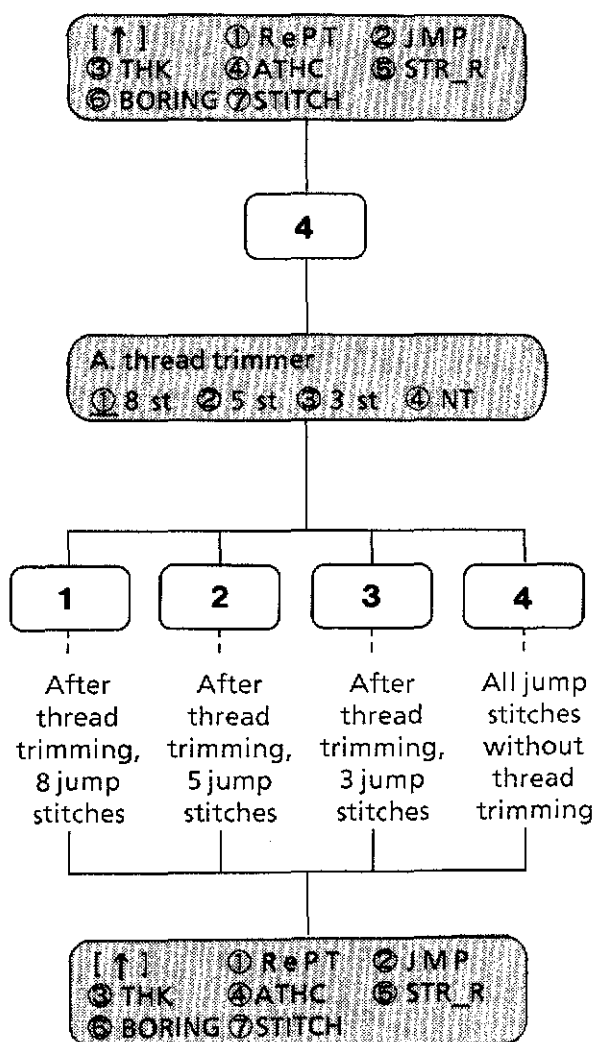 [↑] ① RePT ② JMP
③ THK ④ ATHC ⑤ STR_R
⑥ BORING ⑦ STITCH
4
A. thread trimmer
① 8 st ② 5 st ③ 3 st ④ NT
1 2 3 4
After
thread
trimming,
8 jump
stitches
After
thread
trimming,
5 jump
stitches
After
thread
trimming,
3 jump
stitches
All jump
stitches
without
thread
trimming
[↑] ① RePT ② JMP
③ THK ④ ATHC ⑤ STR_R
⑥ BORING ⑦ STITCH